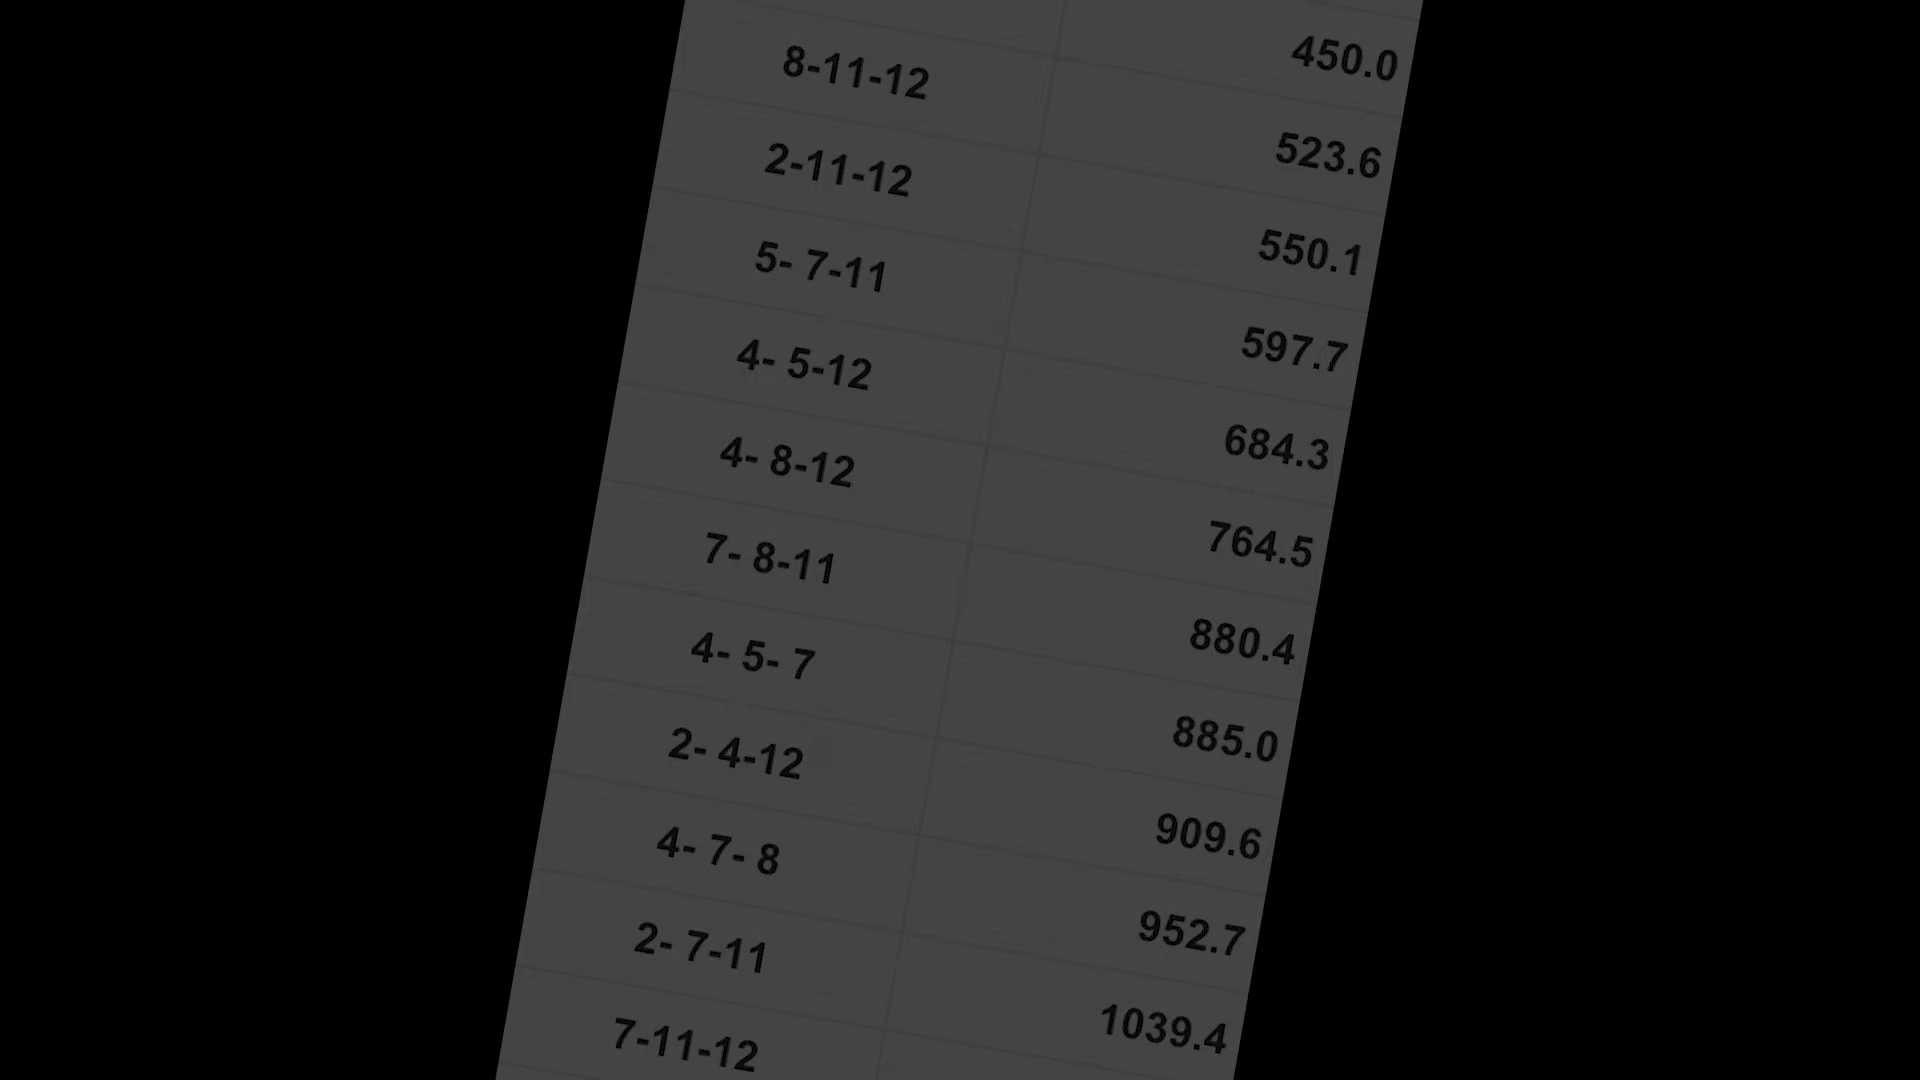 450.0
8-11-12 523.6
2-11-12 550.1
5- 7-11 597.7
4- 5-12 684.3
4- 8-12 764.5
7- 8-11 880.4
4- 5- 7 885.0
2- 4-12 909.6
4- 7- 8 952.7
2- 7-11 1039.4
7-11-12